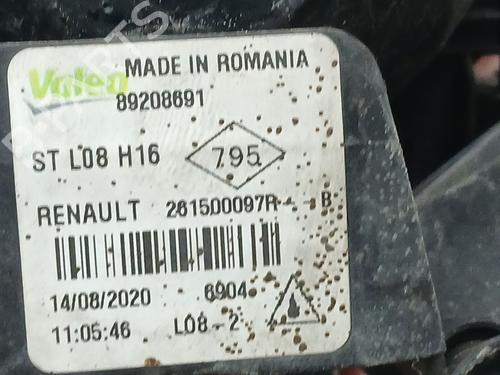 Valeo MADE IN ROMANIA
89208691
ST L08 H16 795
RENAULT 261500097R--B
14/08/2020 6904
11:05:46 L08-2